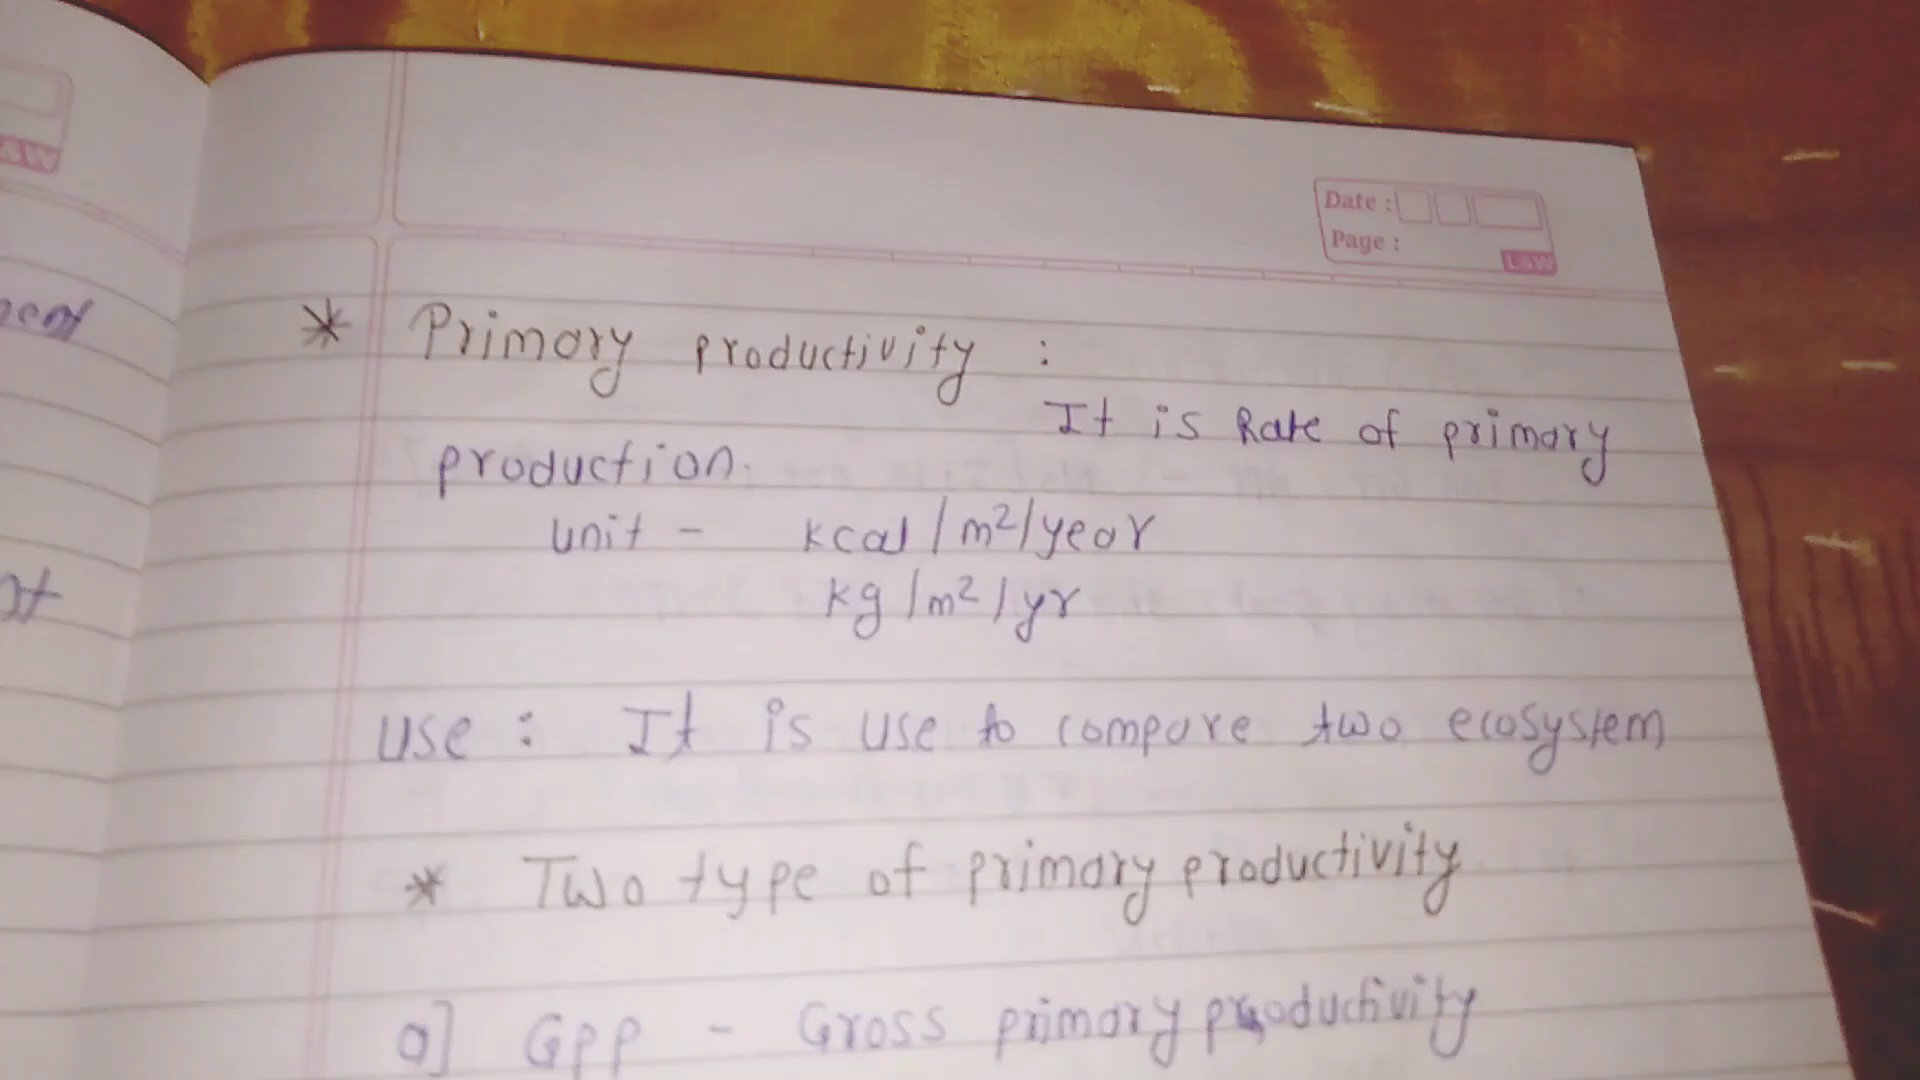 &W
Date :
Page :
L&W
* Primary productivity :
It is Rate of primary
production.
unit - kcal/m²/year
kg/m²/yr
use : It is use to compare two ecosystem
* Two type of primary productivity
a] GPP - Gross primary productivity